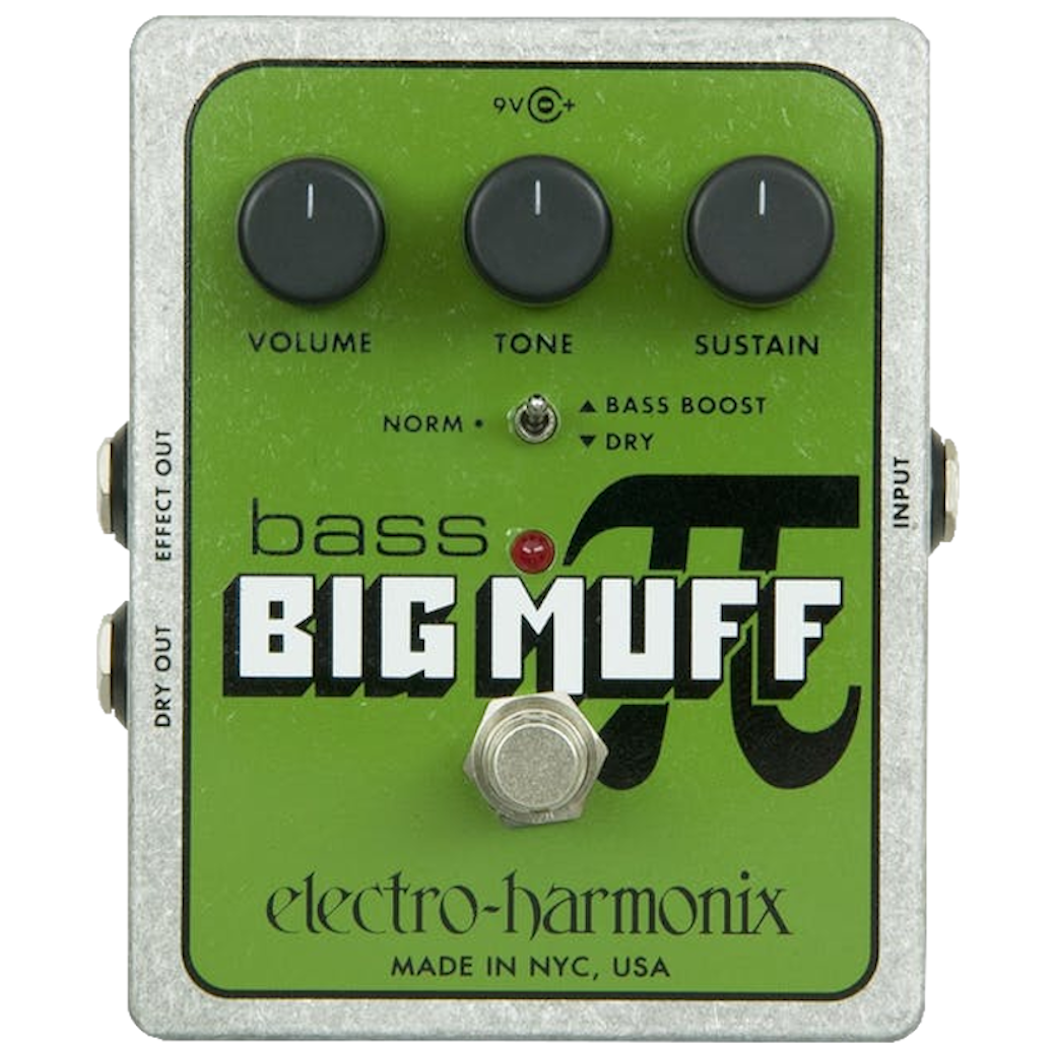 9V +
VOLUME TONE SUSTAIN
NORM • ▲ BASS BOOST
▼ DRY
EFFECT OUT
INPUT
bass π
BIG MUFF
DRY OUT
electro-harmonix
MADE IN NYC, USA